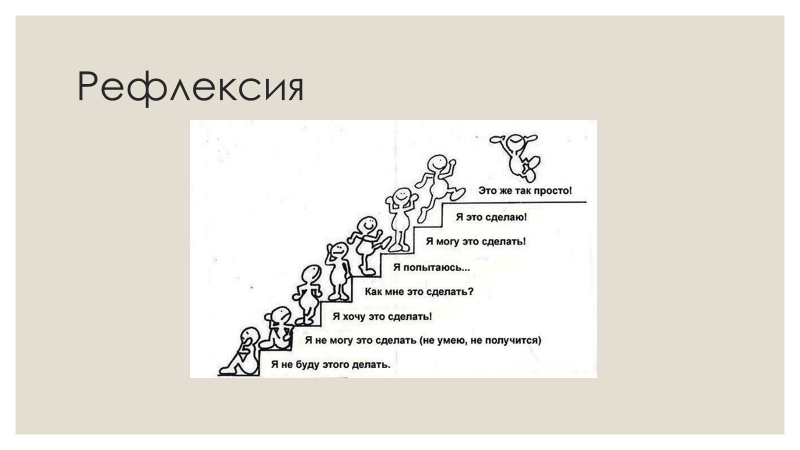 Рефлексия
Это же так просто!
Я это сделаю!
Я могу это сделать!
Я попытаюсь...
Как мне это сделать?
Я хочу это сделать!
Я не могу это сделать (не умею, не получится)
Я не буду этого делать.